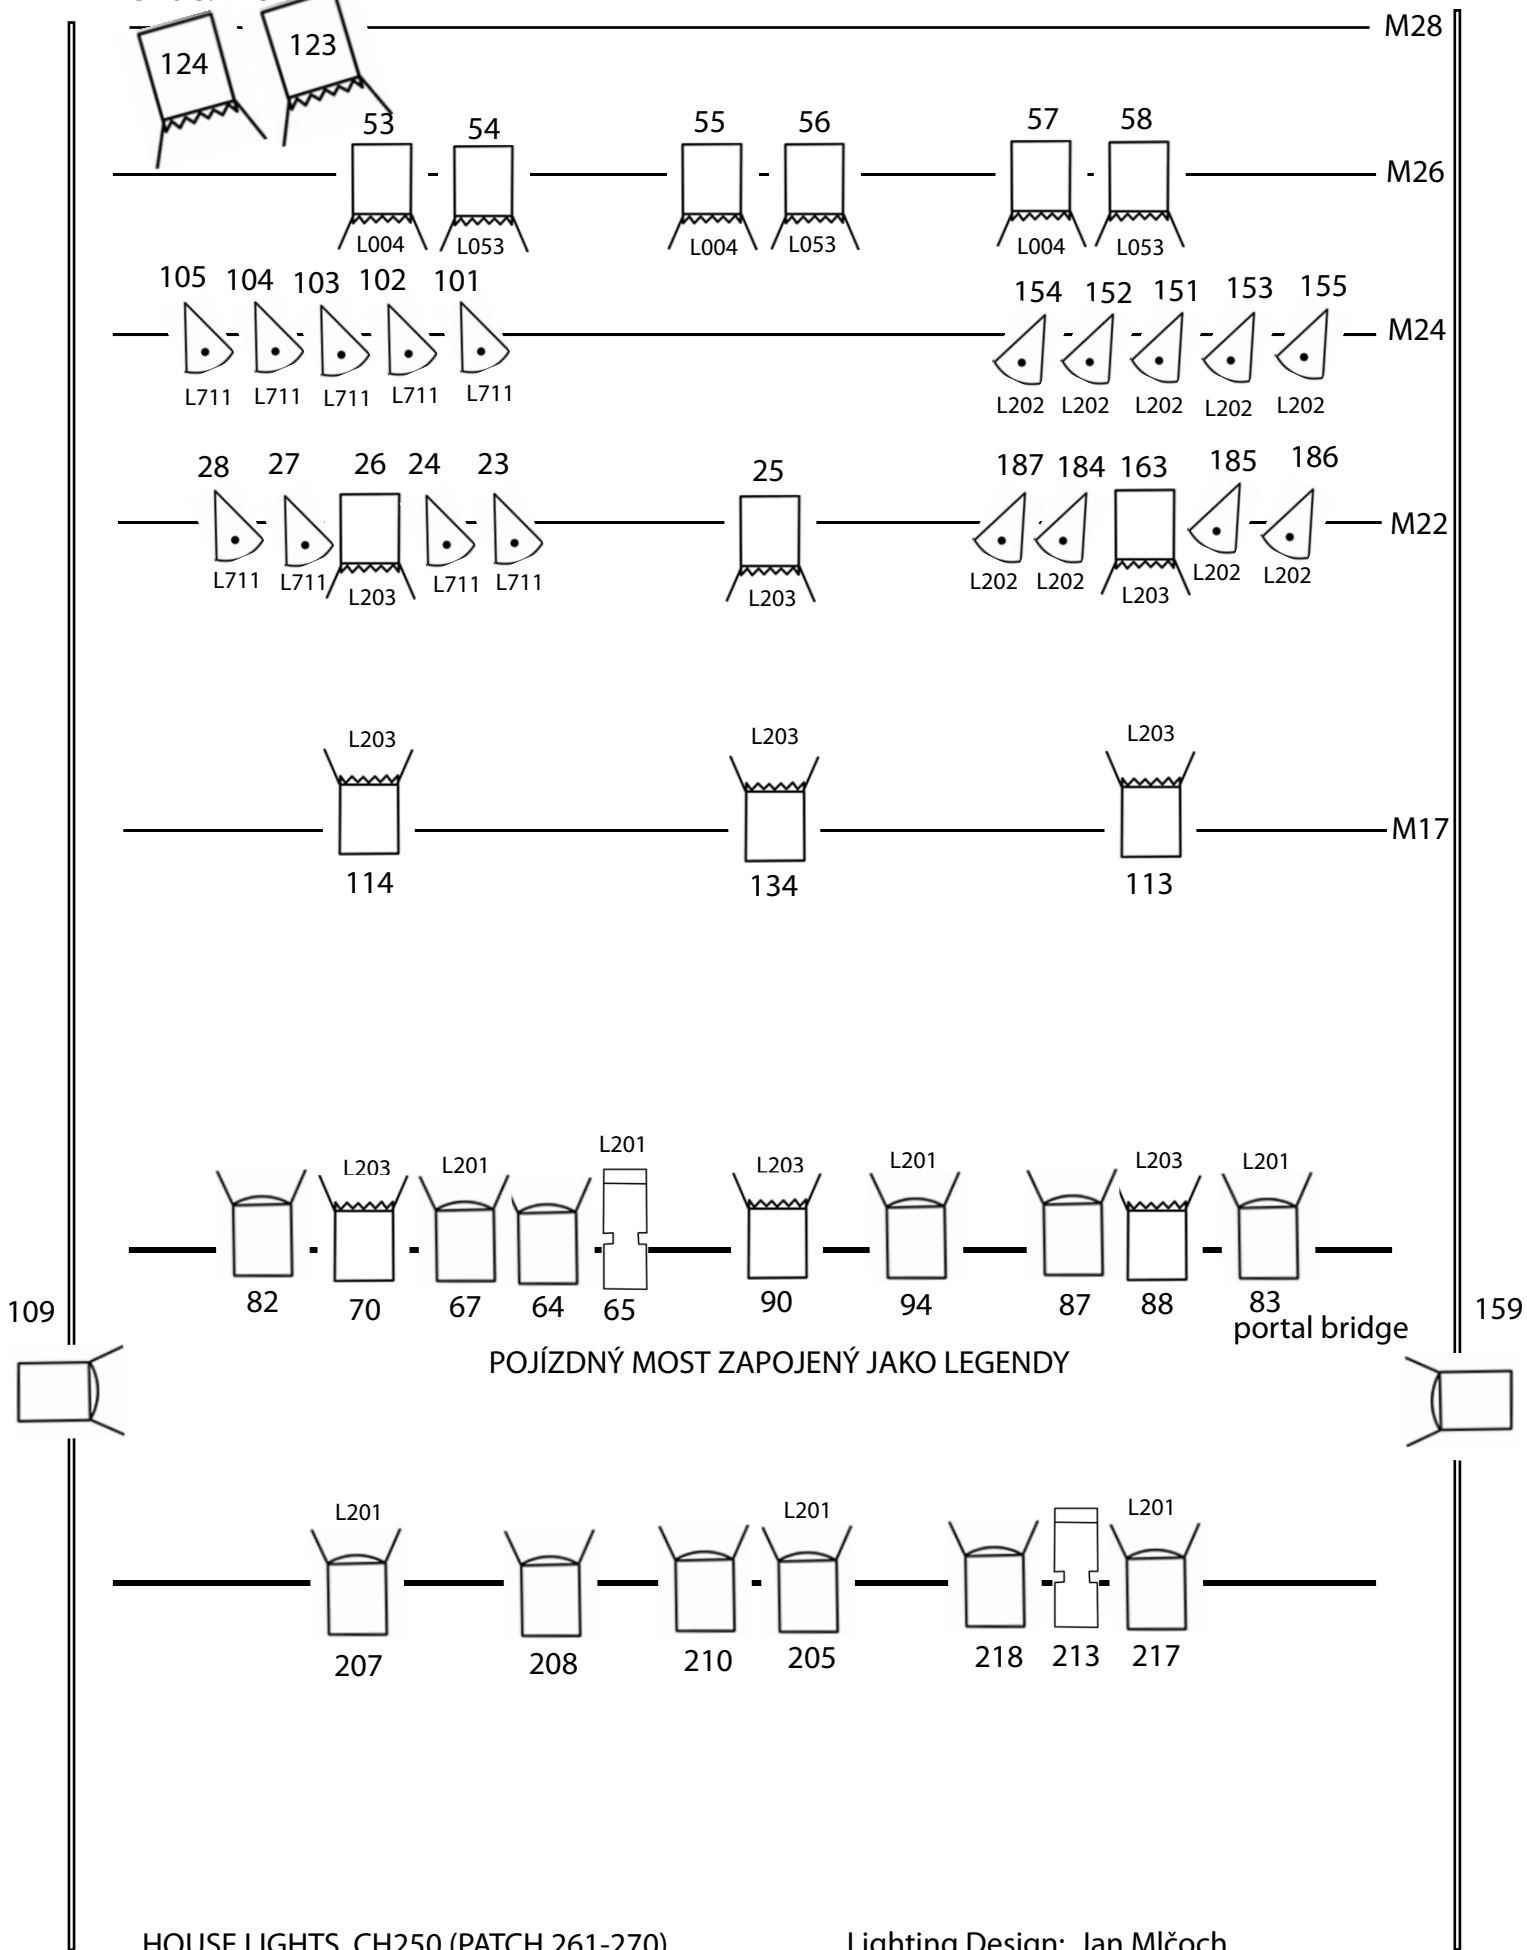 M28
124 123
53 54 55 56 57 58
M26
L004 L053 L004 L053 L004 L053
105 104 103 102 101 154 152 151 153 155
M24
L711 L711 L711 L711 L711 L202 L202 L202 L202 L202
28 27 26 24 23 25 187 184 163 185 186
M22
L711 L711 L203 L711 L711 L203 L202 L202 L203 L202 L202
L203 L203 L203
M17
114 134 113
L203 L201 L201 L203 L201 L203 L201
82 70 67 64 65 90 94 87 88 83
109 159
portal bridge
POJÍZDNÝ MOST ZAPOJENÝ JAKO LEGENDY
L201 L201 L201
207 208 210 205 218 213 217
HOUSE LIGHTS CH250 (PATCH 261-270) Lighting Design: Jan Mlčoch